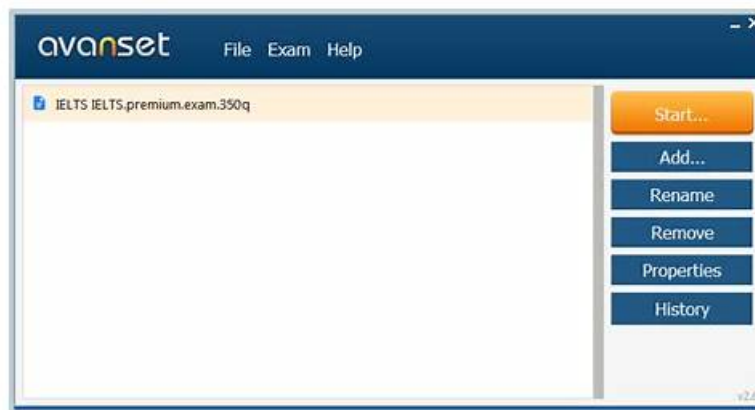 avanset File Exam Help
IELTS IELTS.premium.exam.350q
Start...
Add...
Rename
Remove
Properties
History